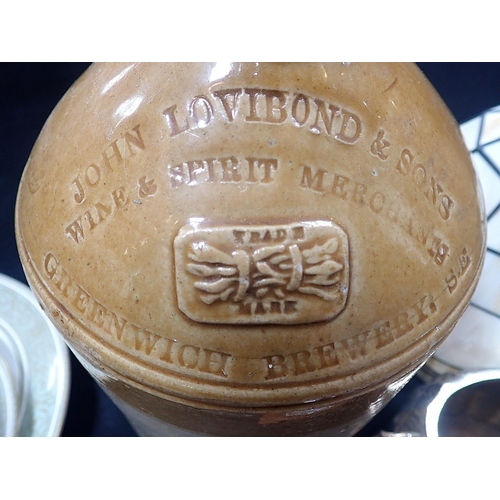 JOHN LOVIBOND & SONS
WINE & SPIRIT MERCHANTS
TRADE
MARK
GREENWICH BREWERY, S.E